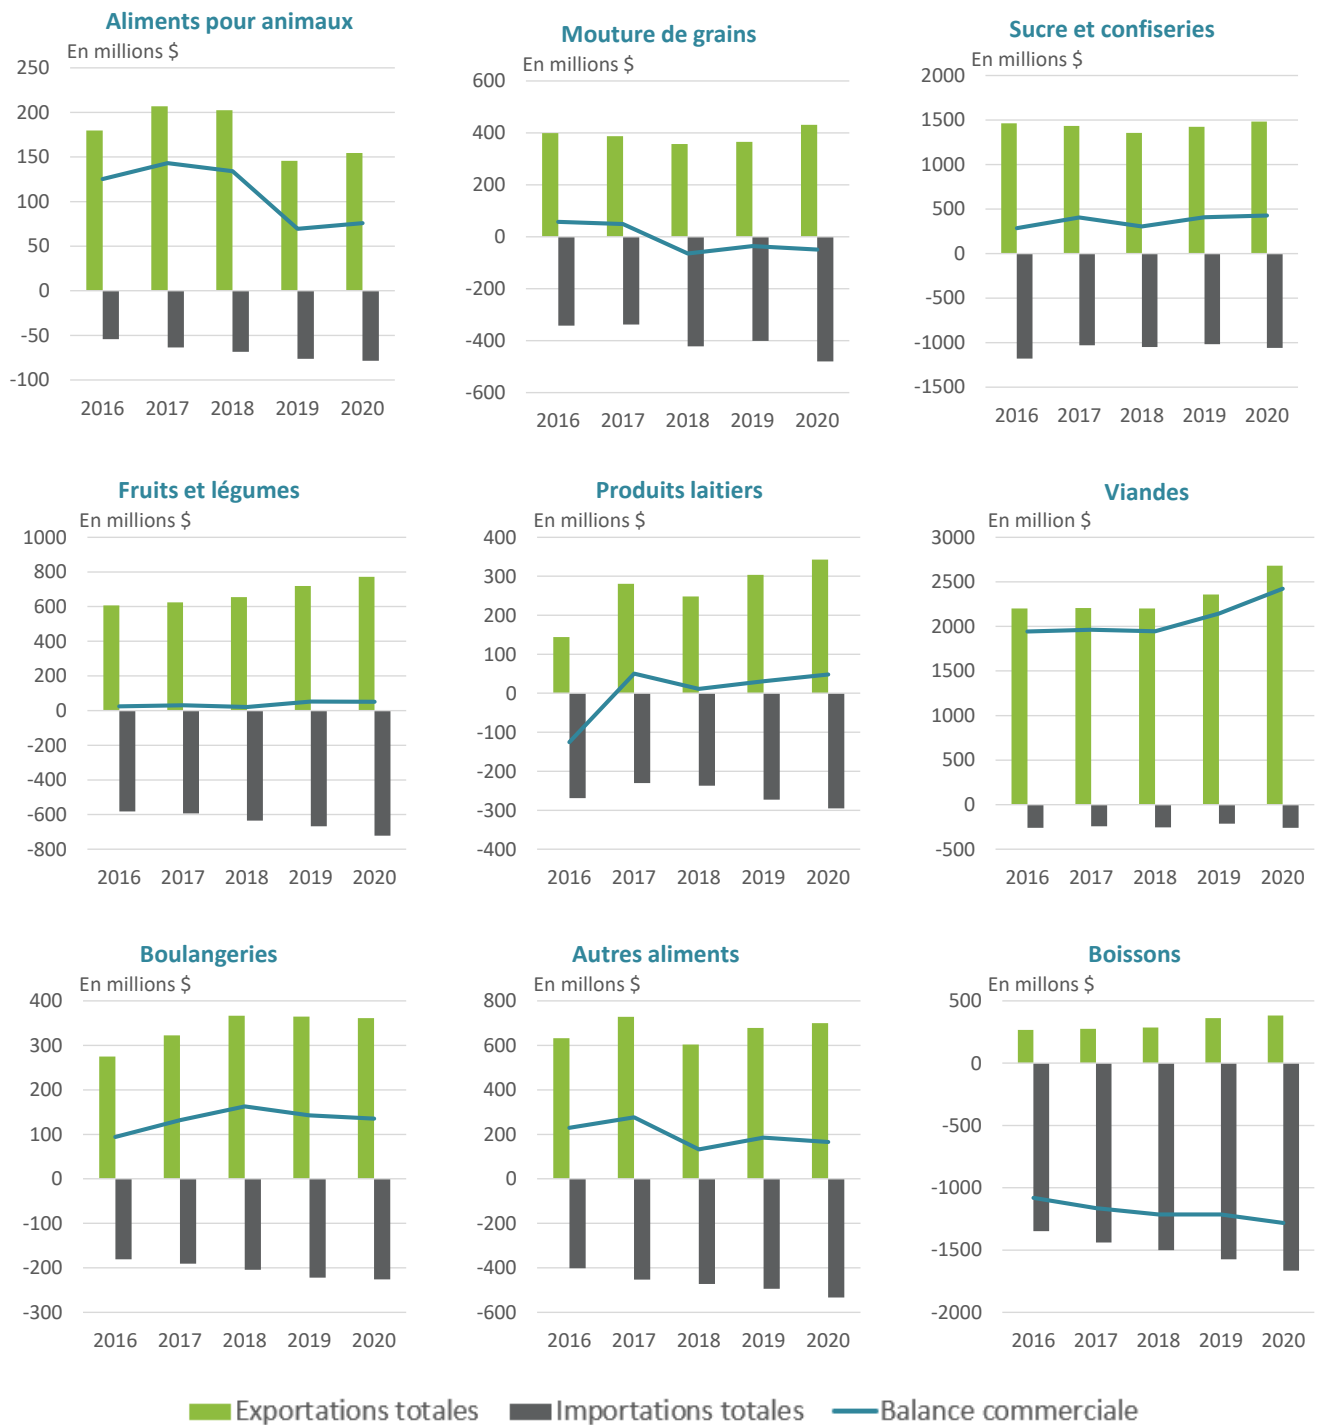 Aliments pour animaux
En millions $
250
200
150
100
50
0
-50
-100
2016 2017 2018 2019 2020
Mouture de grains
En millions $
600
400
200
0
-200
-400
-600
2016 2017 2018 2019 2020
Sucre et confiseries
En millions $
2000
1500
1000
500
0
-500
-1000
-1500
2016 2017 2018 2019 2020
Fruits et légumes
En millions $
1000
800
600
400
200
0
-200
-400
-600
-800
2016 2017 2018 2019 2020
Produits laitiers
En millions $
400
300
200
100
0
-100
-200
-300
-400
2016 2017 2018 2019 2020
Viandes
En million $
3000
2500
2000
1500
1000
500
0
-500
2016 2017 2018 2019 2020
Boulangeries
En millions $
400
300
200
100
0
-100
-200
-300
2016 2017 2018 2019 2020
Autres aliments
En millons $
800
600
400
200
0
-200
-400
-600
2016 2017 2018 2019 2020
Boissons
En millons $
500
0
-500
-1000
-1500
-2000
2016 2017 2018 2019 2020
Exportations totales Importations totales Balance commerciale